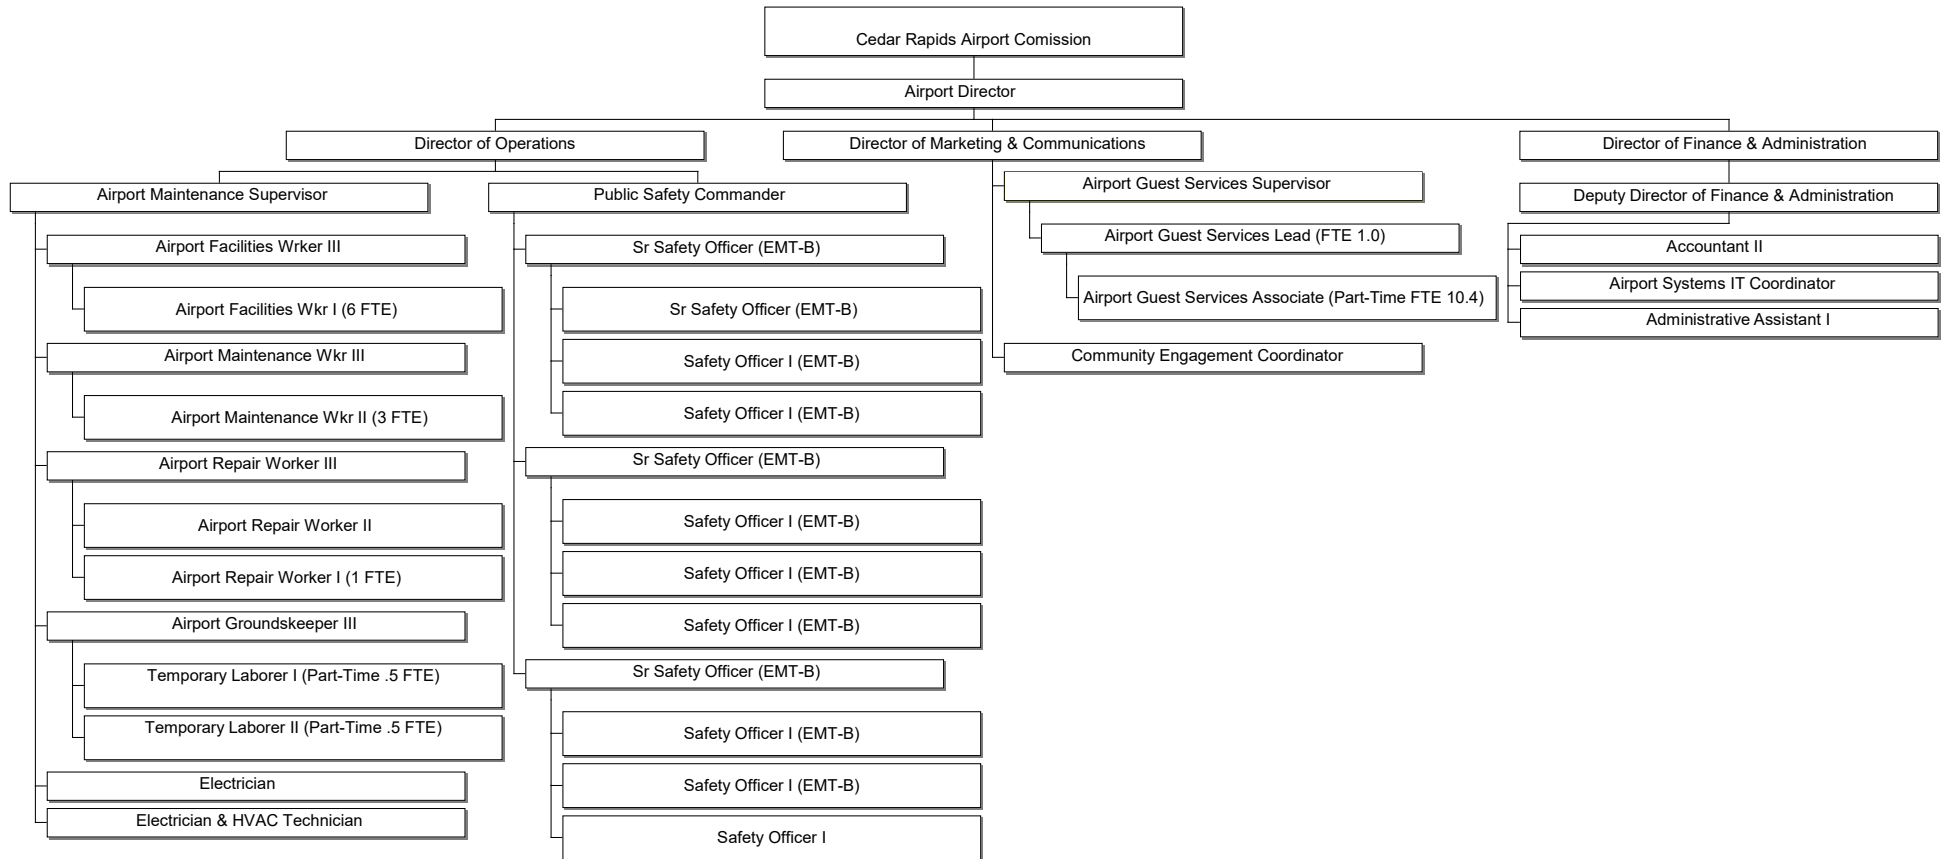 Cedar Rapids Airport Comission
Airport Director
Director of Operations
Airport Maintenance Supervisor
Airport Facilities Wrker III
Airport Facilities Wkr I (6 FTE)
Airport Maintenance Wkr III
Airport Maintenance Wkr II (3 FTE)
Airport Repair Worker III
Airport Repair Worker II
Airport Repair Worker I (1 FTE)
Airport Groundskeeper III
Temporary Laborer I (Part-Time .5 FTE)
Temporary Laborer II (Part-Time .5 FTE)
Electrician
Electrician & HVAC Technician
Public Safety Commander
Sr Safety Officer (EMT-B)
Sr Safety Officer (EMT-B)
Safety Officer I (EMT-B)
Safety Officer I (EMT-B)
Sr Safety Officer (EMT-B)
Safety Officer I (EMT-B)
Safety Officer I (EMT-B)
Safety Officer I (EMT-B)
Sr Safety Officer (EMT-B)
Safety Officer I (EMT-B)
Safety Officer I (EMT-B)
Safety Officer I
Director of Marketing & Communications
Airport Guest Services Supervisor
Airport Guest Services Lead (FTE 1.0)
Airport Guest Services Associate (Part-Time FTE 10.4)
Community Engagement Coordinator
Director of Finance & Administration
Deputy Director of Finance & Administration
Accountant II
Airport Systems IT Coordinator
Administrative Assistant I